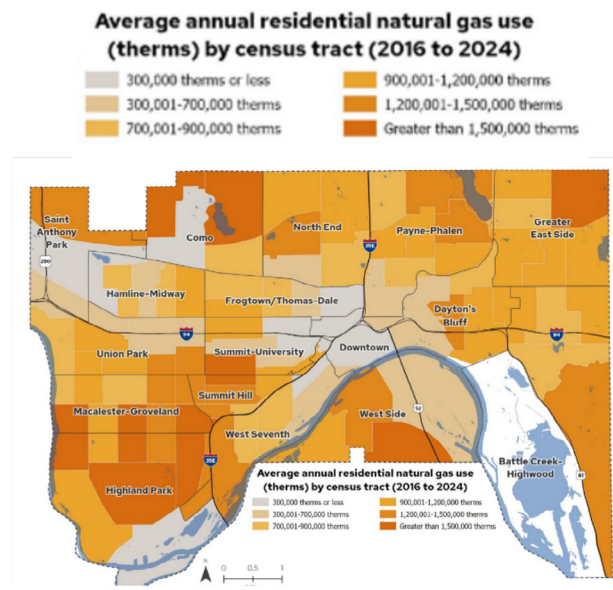 Average annual residential natural gas use
(therms) by census tract (2016 to 2024)
300,000 therms or less
900,001-1,200,000 therms
300,001-700,000 therms
1,200,001-1,500,000 therms
700,001-900,000 therms
Greater than 1,500,000 therms
Saint
Anthony
Park
Como
North End
Payne-Phalen
Greater
East Side
35E
280
Hamline-Midway
Frogtown/Thomas-Dale
Dayton's
Bluff
94
94
Union Park
Summit-University
Downtown
Summit Hill
Macalester-Groveland
West Side
52
West Seventh
35E
Highland Park
Battle Creek-
Highwood
61
Average annual residential natural gas use
(therms) by census tract (2016 to 2024)
300,000 therms or less
900,001-1,200,000 therms
300,001-700,000 therms
1,200,001-1,500,000 therms
700,001-900,000 therms
Greater than 1,500,000 therms
0 0.5 1